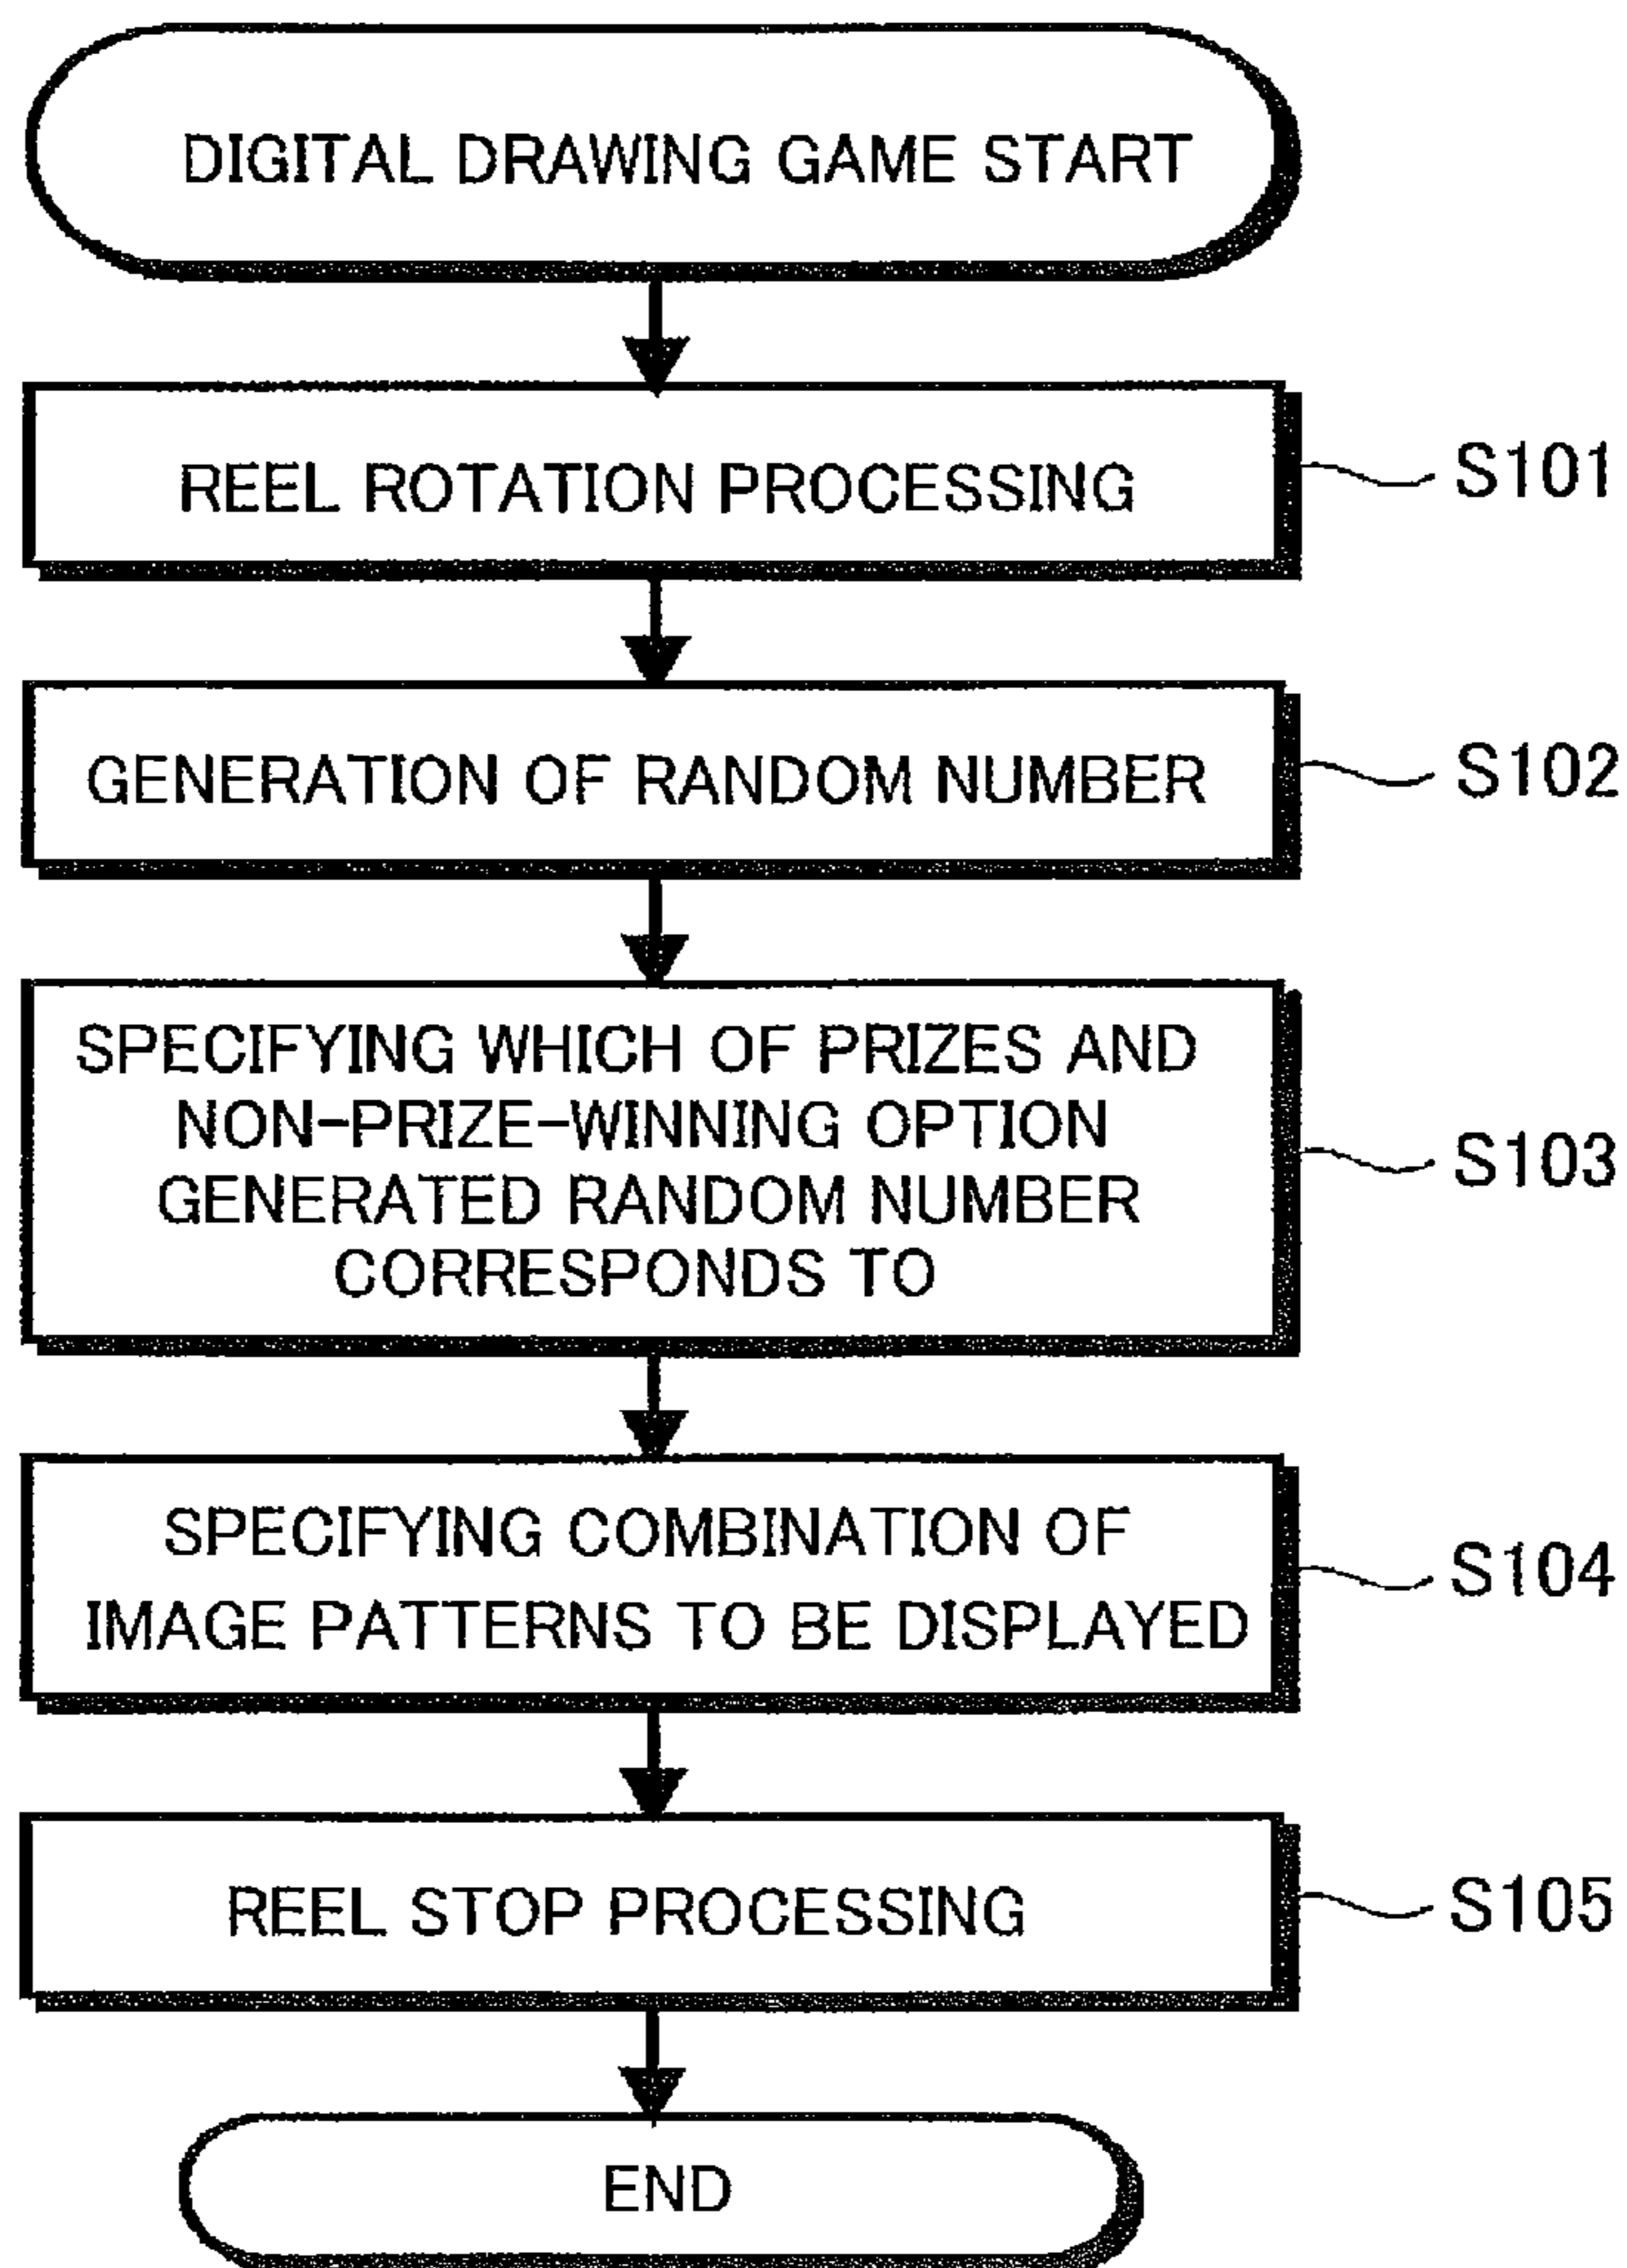 DIGITAL DRAWING GAME START
REEL ROTATION PROCESSING
S101
GENERATION OF RANDOM NUMBER
S102
SPECIFYING WHICH OF PRIZES AND
NON-PRIZE-WINNING OPTION
GENERATED RANDOM NUMBER
CORRESPONDS TO
S103
SPECIFYING COMBINATION OF
IMAGE PATTERNS TO BE DISPLAYED
S104
REEL STOP PROCESSING
S105
END